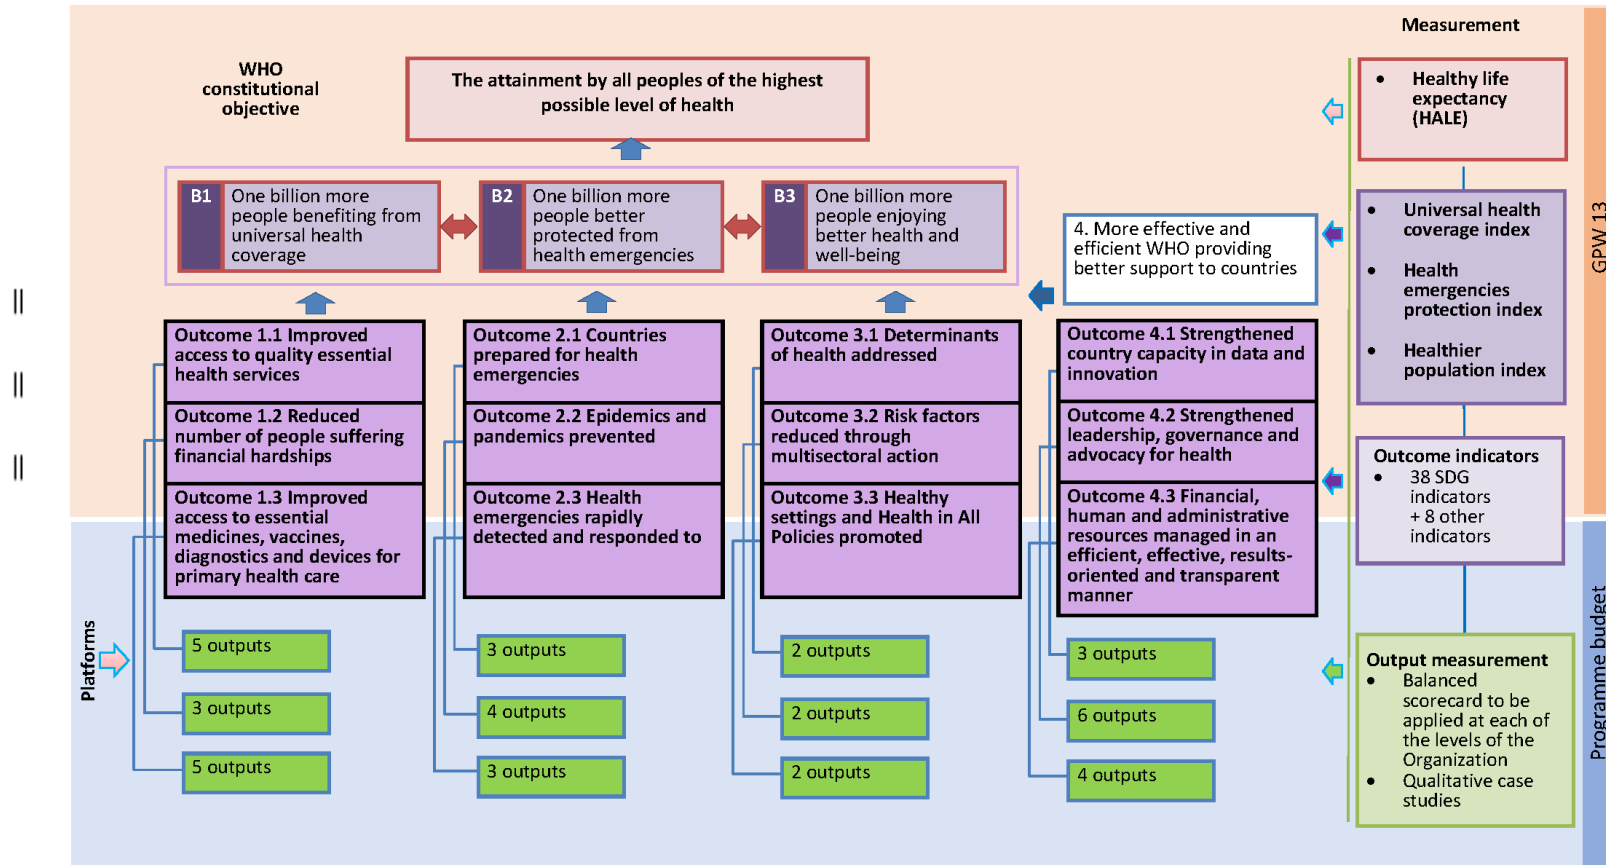 Measurement
WHO
constitutional
objective
The attainment by all peoples of the highest
possible level of health
• Healthy life
expectancy
(HALE)
B1
One billion more
people benefiting from
universal health
coverage
B2
One billion more
people better
protected from
health emergencies
B3
One billion more
people enjoying
better health and
well-being
4. More effective and
efficient WHO providing
better support to countries
• Universal health
coverage index
• Health
emergencies
protection index
• Healthier
population index
GPW 13
Outcome 1.1 Improved
access to quality essential
health services
Outcome 1.2 Reduced
number of people suffering
financial hardships
Outcome 1.3 Improved
access to essential
medicines, vaccines,
diagnostics and devices for
primary health care
Outcome 2.1 Countries
prepared for health
emergencies
Outcome 2.2 Epidemics and
pandemics prevented
Outcome 2.3 Health
emergencies rapidly
detected and responded to
Outcome 3.1 Determinants
of health addressed
Outcome 3.2 Risk factors
reduced through
multisectoral action
Outcome 3.3 Healthy
settings and Health in All
Policies promoted
Outcome 4.1 Strengthened
country capacity in data and
innovation
Outcome 4.2 Strengthened
leadership, governance and
advocacy for health
Outcome 4.3 Financial,
human and administrative
resources managed in an
efficient, effective, results-
oriented and transparent
manner
Outcome indicators
• 38 SDG
indicators
+ 8 other
indicators
Platforms
5 outputs
3 outputs
5 outputs
3 outputs
4 outputs
3 outputs
2 outputs
2 outputs
2 outputs
3 outputs
6 outputs
4 outputs
Output measurement
• Balanced
scorecard to be
applied at each of
the levels of the
Organization
• Qualitative case
studies
Programme budget